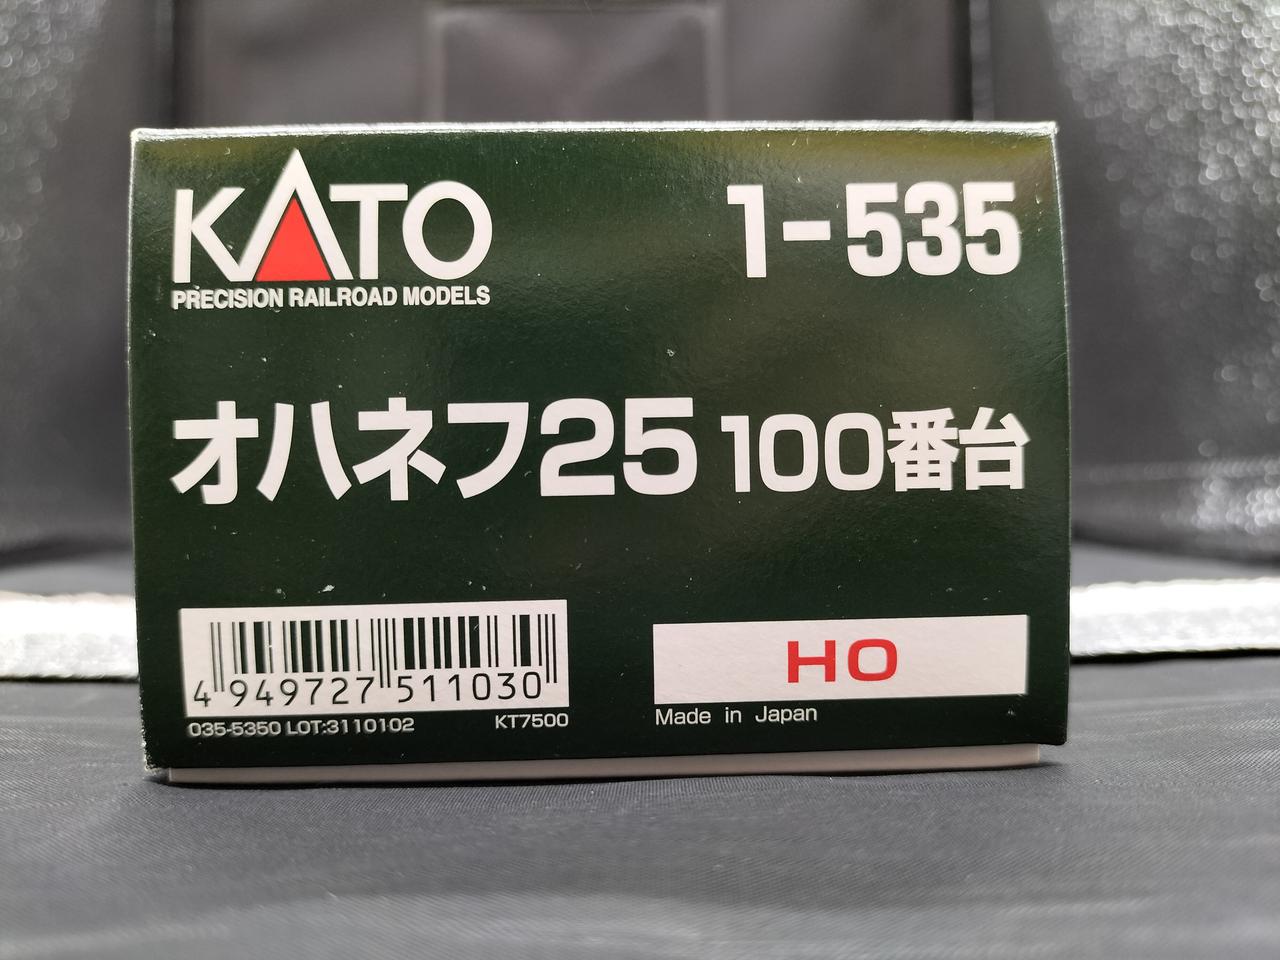 KATO 1-535
PRECISION RAILROAD MODELS
オハネフ25 100番台
4 949727 511030
HO
035-5350 LOT:3110102 KT7500
Made in Japan